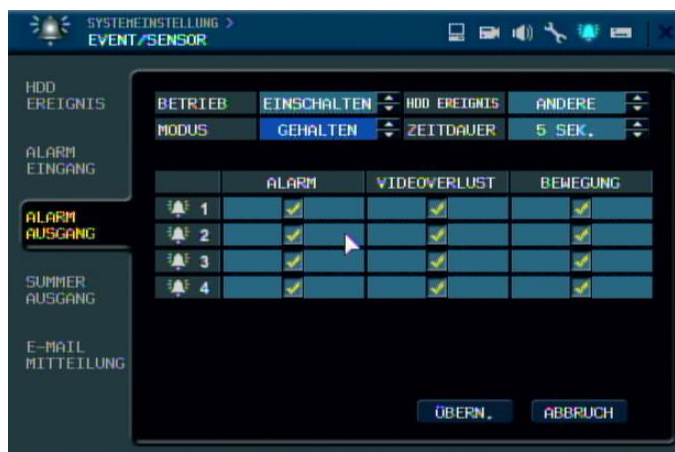 SYSTEMEINSTELLUNG >
EVENT/SENSOR
HDD
EREIGNIS
ALARM
EINGANG
ALARM
AUSGANG
SUMMER
AUSGANG
E-MAIL
MITTEILUNG
BETRIEB EINSCHALTEN HDD EREIGNIS ANDERE
MODUS GEHALTEN ZEITDAUER 5 SEK.
ALARM VIDEOVERLUST BEWEGUNG
1
2
3
4
ÜBERN. ABBRUCH